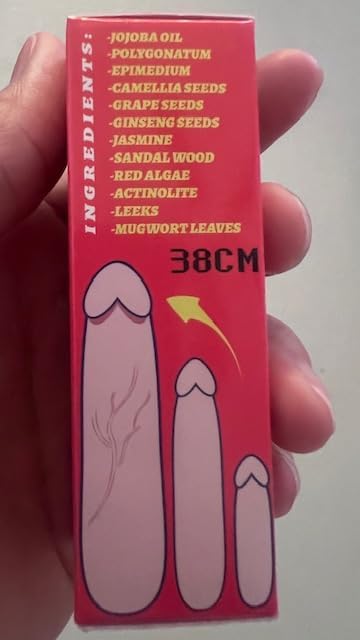 INGREDIENTS:
-JOJOBA OIL
-POLYGONATUM
-EPIMEDIUM
-CAMELLIA SEEDS
-GRAPE SEEDS
-GINSENG SEEDS
-JASMINE
-SANDAL WOOD
-RED ALGAE
-ACTINOLITE
-LEEKS
-MUGWORT LEAVES
38CM